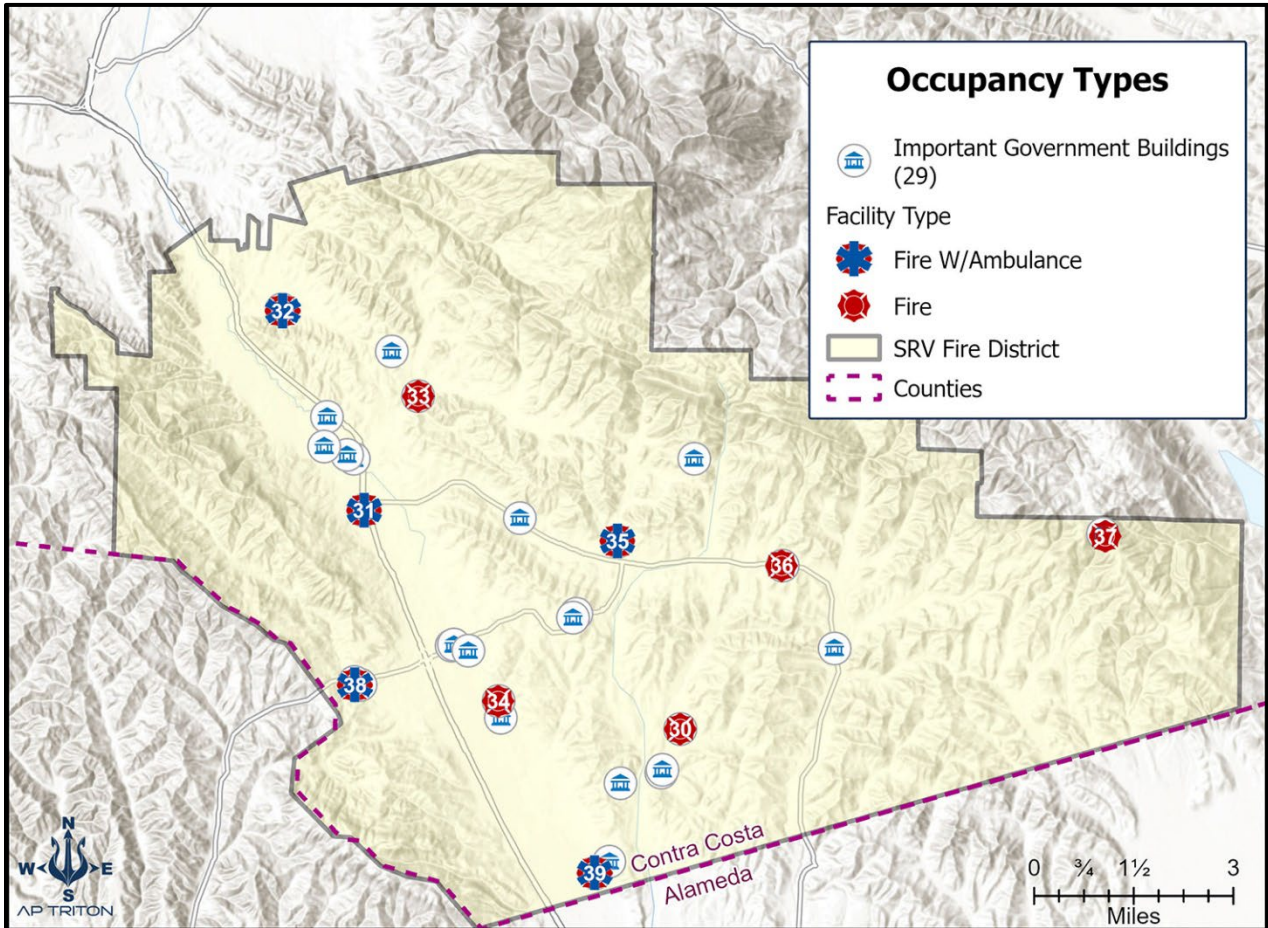 Occupancy Types
Important Government Buildings
(29)
Facility Type
Fire W/Ambulance
Fire
SRV Fire District
Counties
32
33
31
35
36
37
38
34
30
39
Contra Costa
Alameda
N
W E
S
AP TRITON
0 ¾ 1½ 3
Miles